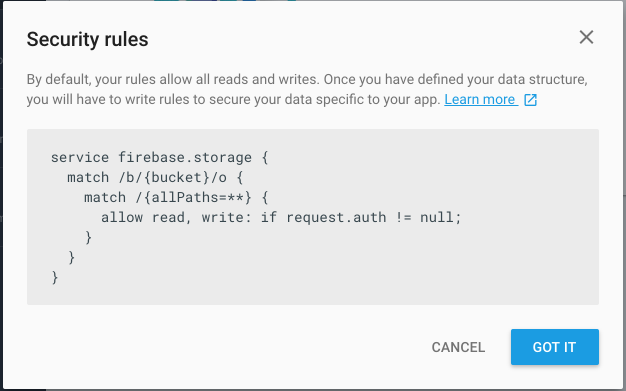 Security rules
By default, your rules allow all reads and writes. Once you have defined your data structure,
you will have to write rules to secure your data specific to your app. Learn more
service firebase.storage {
  match /b/{bucket}/o {
    match /{allPaths=**} {
      allow read, write: if request.auth != null;
    }
  }
}
CANCEL
GOT IT